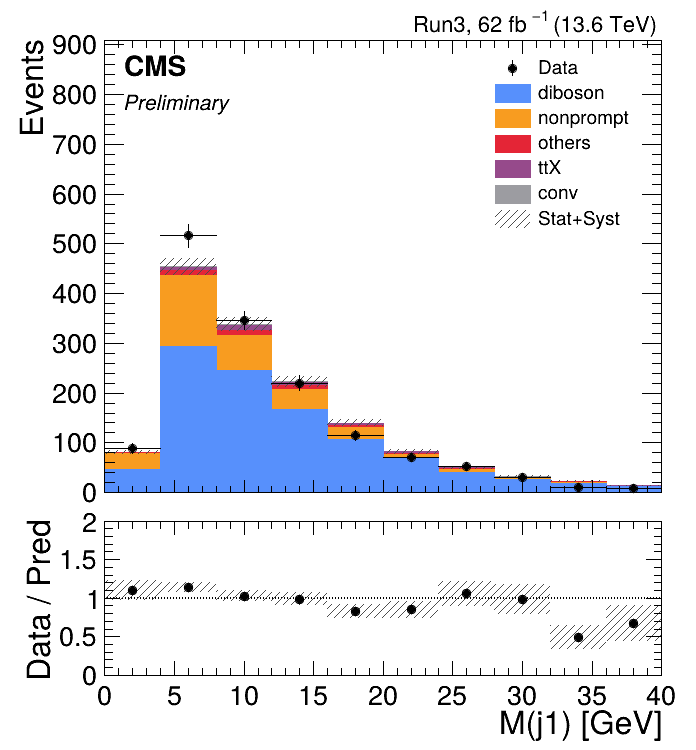 Run3, 62 fb⁻¹ (13.6 TeV)
CMS
Preliminary
Events
900
800
700
600
500
400
300
200
100
0
Data
diboson
nonprompt
others
ttX
conv
Stat+Syst
Data / Pred
2
1.5
1
0.5
0
0 5 10 15 20 25 30 35 40
M(j1) [GeV]